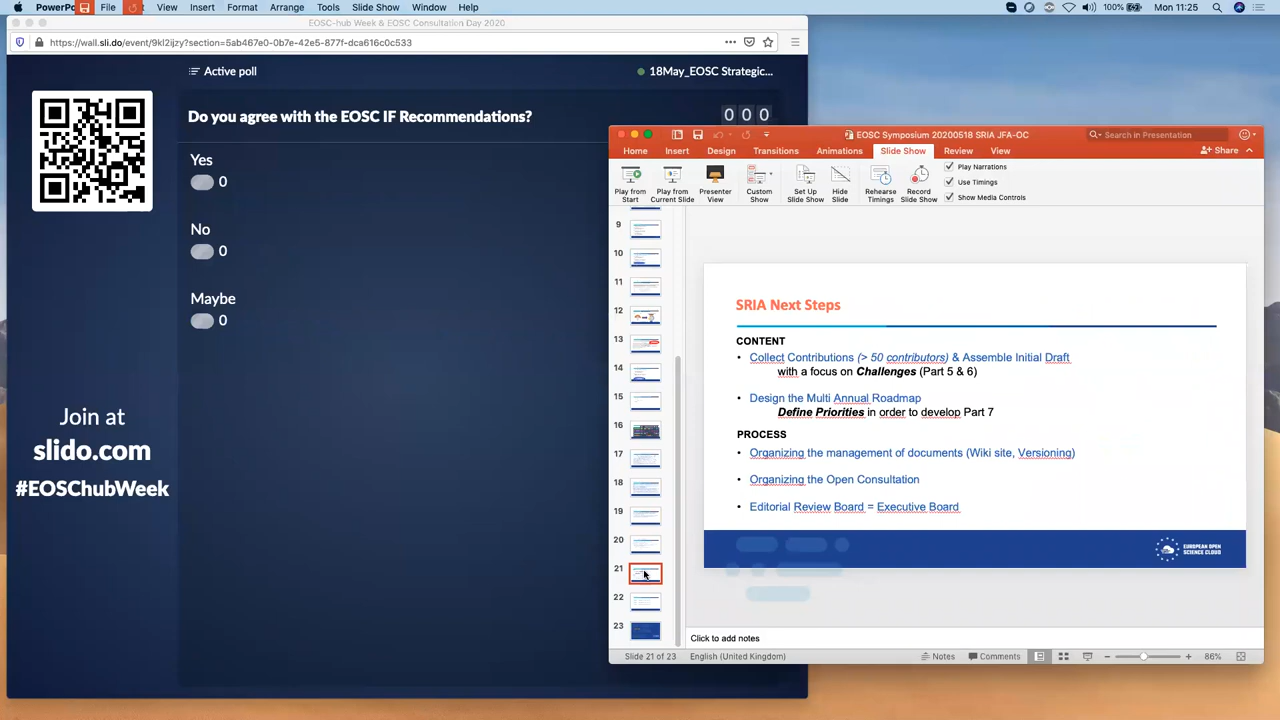 PowerPo
File
View
Insert
Format
Arrange
Tools
Slide Show
Window
Help
100%
Mon 11:25
EOSC-hub Week & EOSC Consultation Day 2020
https://wall.sli.do/event/9kl2ijzy?section=5ab467e0-0b7e-42e5-877f-dca616c0c533
Active poll
18May_EOSC Strategic...
Do you agree with the EOSC IF Recommendations?
0 0 0
Yes
0
No
0
Maybe
0
Join at
slido.com
#EOSChubWeek
EOSC Symposium 20200518 SRIA JFA-OC
Search in Presentation
Home
Insert
Design
Transitions
Animations
Slide Show
Review
View
Share
Play from Start
Play from Current Slide
Presenter View
Custom Show
Set Up Slide Show
Hide Slide
Rehearse Timings
Record Slide Show
Play Narrations
Use Timings
Show Media Controls
9
10
11
12
13
14
15
16
17
18
19
20
21
22
23
SRIA Next Steps
CONTENT
• Collect Contributions (> 50 contributors) & Assemble Initial Draft
with a focus on Challenges (Part 5 & 6)
• Design the Multi Annual Roadmap
Define Priorities in order to develop Part 7
PROCESS
• Organizing the management of documents (Wiki site, Versioning)
• Organizing the Open Consultation
• Editorial Review Board = Executive Board
EUROPEAN OPEN
SCIENCE CLOUD
Click to add notes
Slide 21 of 23
English (United Kingdom)
Notes
Comments
86%